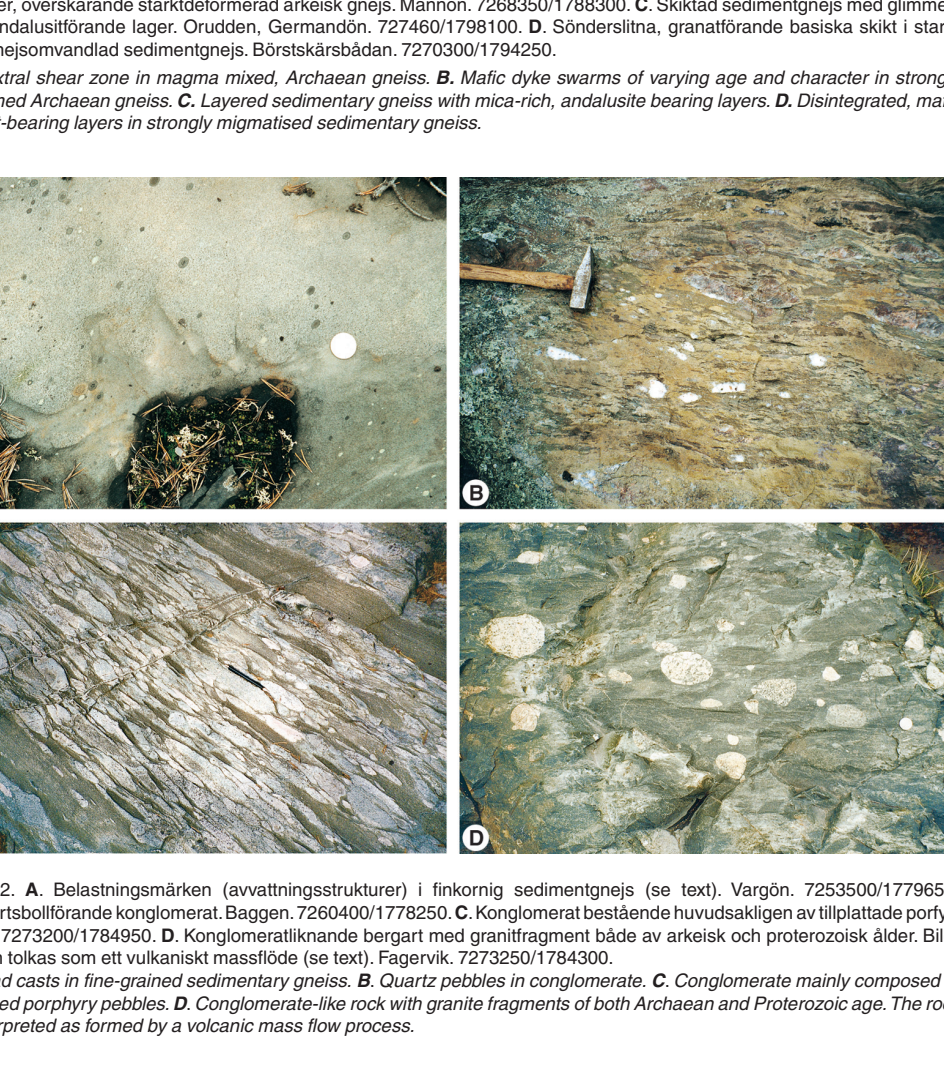 er, överskärande starktdeformerad arkeisk gnejs. Mannön. 7268350/1788300. C. Skiktad sedimentgnejs med glimme
ndalusitförande lager. Orudden, Germandön. 727460/1798100. D. Sönderslitna, granatförande basiska skikt i star
nejsomvandlad sedimentgnejs. Börstskärsbådan. 7270300/1794250.
xtral shear zone in magma mixed, Archaean gneiss. B. Mafic dyke swarms of varying age and character in strong
ned Archaean gneiss. C. Layered sedimentary gneiss with mica-rich, andalusite bearing layers. D. Disintegrated, maf
t-bearing layers in strongly migmatised sedimentary gneiss.
B
D
2. A. Belastningsmärken (avvattningsstrukturer) i finkornig sedimentgnejs (se text). Vargön. 7253500/177965
artsbollförande konglomerat. Baggen. 7260400/1778250. C. Konglomerat bestående huvudsakligen av tillplattade porfy
7273200/1784950. D. Konglomeratliknande bergart med granitfragment både av arkeisk och proterozoisk ålder. Bil
n tolkas som ett vulkaniskt massflöde (se text). Fagervik. 7273250/1784300.
ad casts in fine-grained sedimentary gneiss. B. Quartz pebbles in conglomerate. C. Conglomerate mainly composed
ed porphyry pebbles. D. Conglomerate-like rock with granite fragments of both Archaean and Proterozoic age. The ro
erpreted as formed by a volcanic mass flow process.